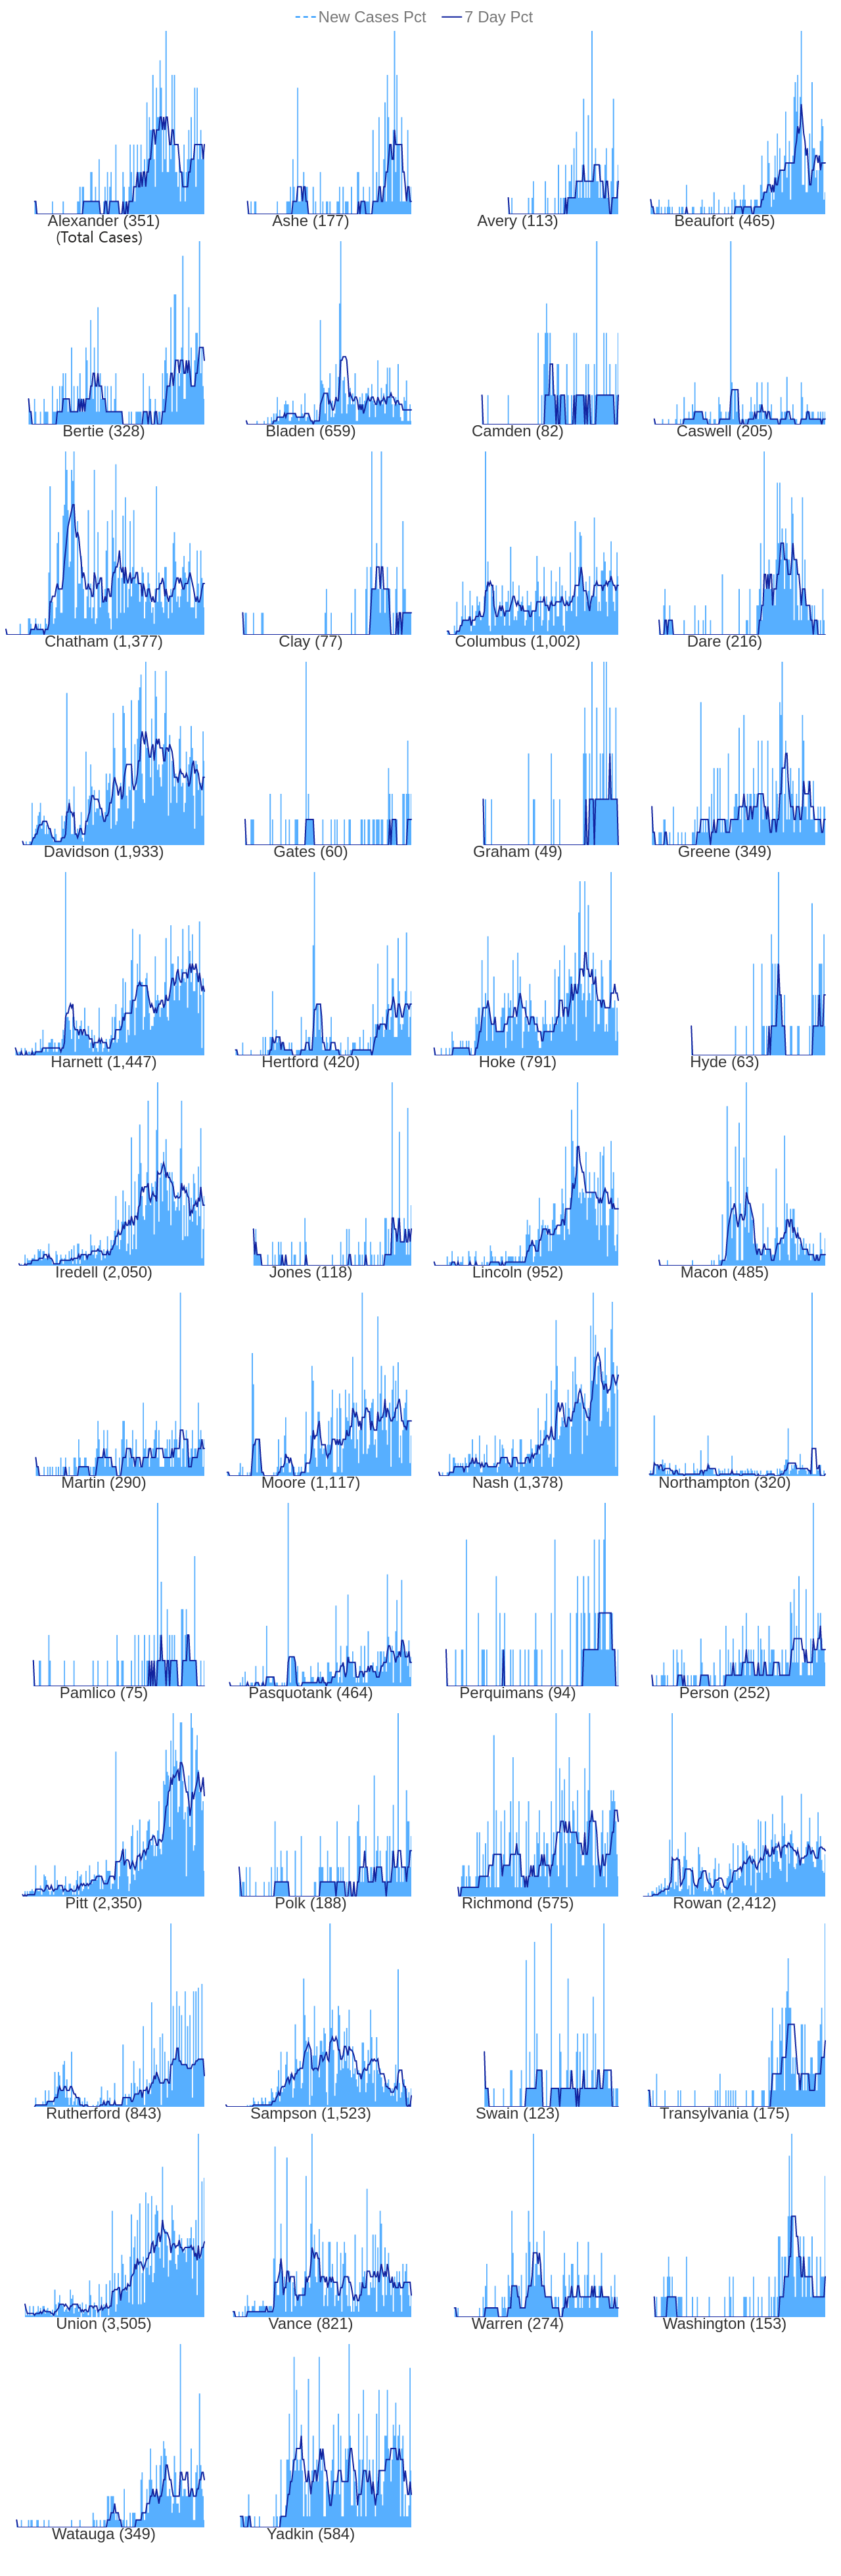 New Cases Pct 7 Day Pct
Alexander (351) Ashe (177) Avery (113) Beaufort (465)
(Total Cases)
Bertie (328) Bladen (659) Camden (82) Caswell (205)
Chatham (1,377) Clay (77) Columbus (1,002) Dare (216)
Davidson (1,933) Gates (60) Graham (49) Greene (349)
Harnett (1,447) Hertford (420) Hoke (791) Hyde (63)
Iredell (2,050) Jones (118) Lincoln (952) Macon (485)
Martin (290) Moore (1,117) Nash (1,378) Northampton (320)
Pamlico (75) Pasquotank (464) Perquimans (94) Person (252)
Pitt (2,350) Polk (188) Richmond (575) Rowan (2,412)
Rutherford (843) Sampson (1,523) Swain (123) Transylvania (175)
Union (3,505) Vance (821) Warren (274) Washington (153)
Watauga (349) Yadkin (584)